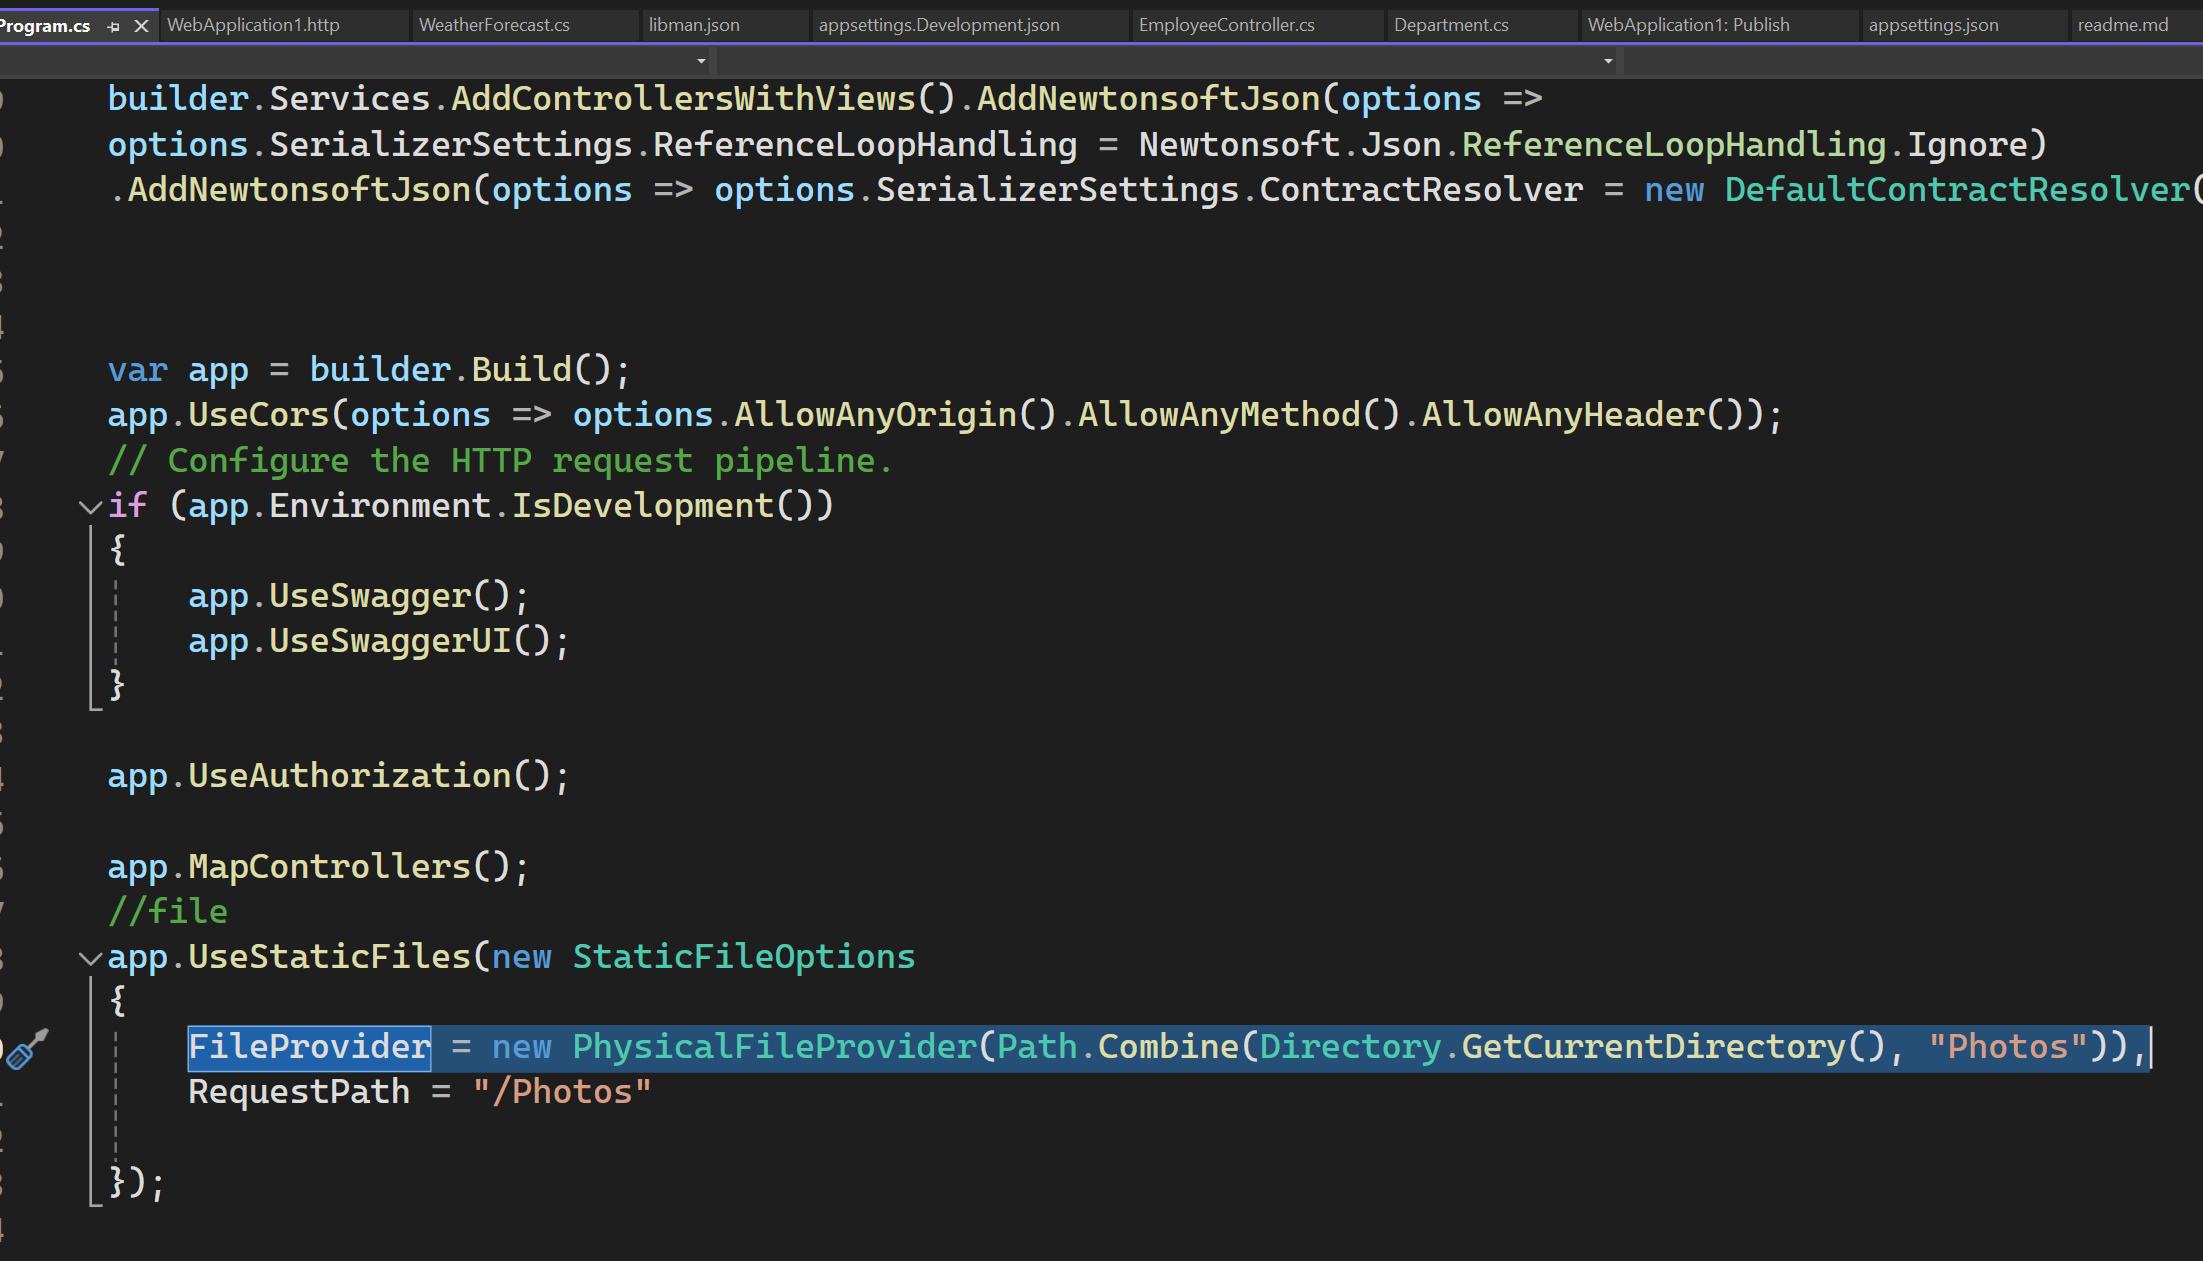 Program.cs WebApplication1.http WeatherForecast.cs libman.json appsettings.Development.json EmployeeController.cs Department.cs WebApplication1: Publish appsettings.json readme.md
builder.Services.AddControllersWithViews().AddNewtonsoftJson(options =>
options.SerializerSettings.ReferenceLoopHandling = Newtonsoft.Json.ReferenceLoopHandling.Ignore)
.AddNewtonsoftJson(options => options.SerializerSettings.ContractResolver = new DefaultContractResolver(
var app = builder.Build();
app.UseCors(options => options.AllowAnyOrigin().AllowAnyMethod().AllowAnyHeader());
// Configure the HTTP request pipeline.
if (app.Environment.IsDevelopment())
{
app.UseSwagger();
app.UseSwaggerUI();
}
app.UseAuthorization();
app.MapControllers();
//file
app.UseStaticFiles(new StaticFileOptions
{
FileProvider = new PhysicalFileProvider(Path.Combine(Directory.GetCurrentDirectory(), "Photos")),
RequestPath = "/Photos"
});